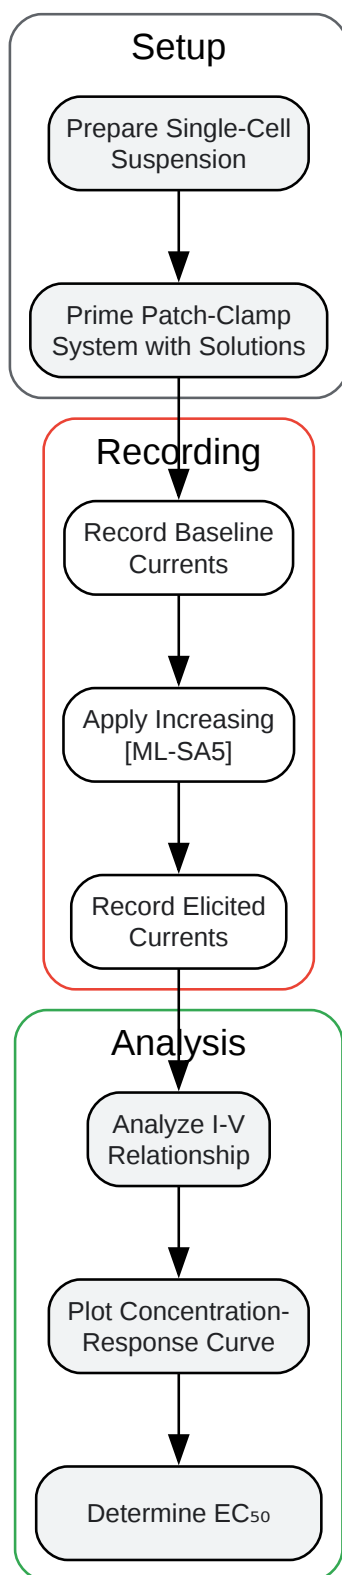 Setup
Prepare Single-Cell
Suspension
Prime Patch-Clamp
System with Solutions
Recording
Record Baseline
Currents
Apply Increasing
[ML-SA5]
Record Elicited
Currents
Analysis
Analyze I-V
Relationship
Plot Concentration-
Response Curve
Determine EC₅₀